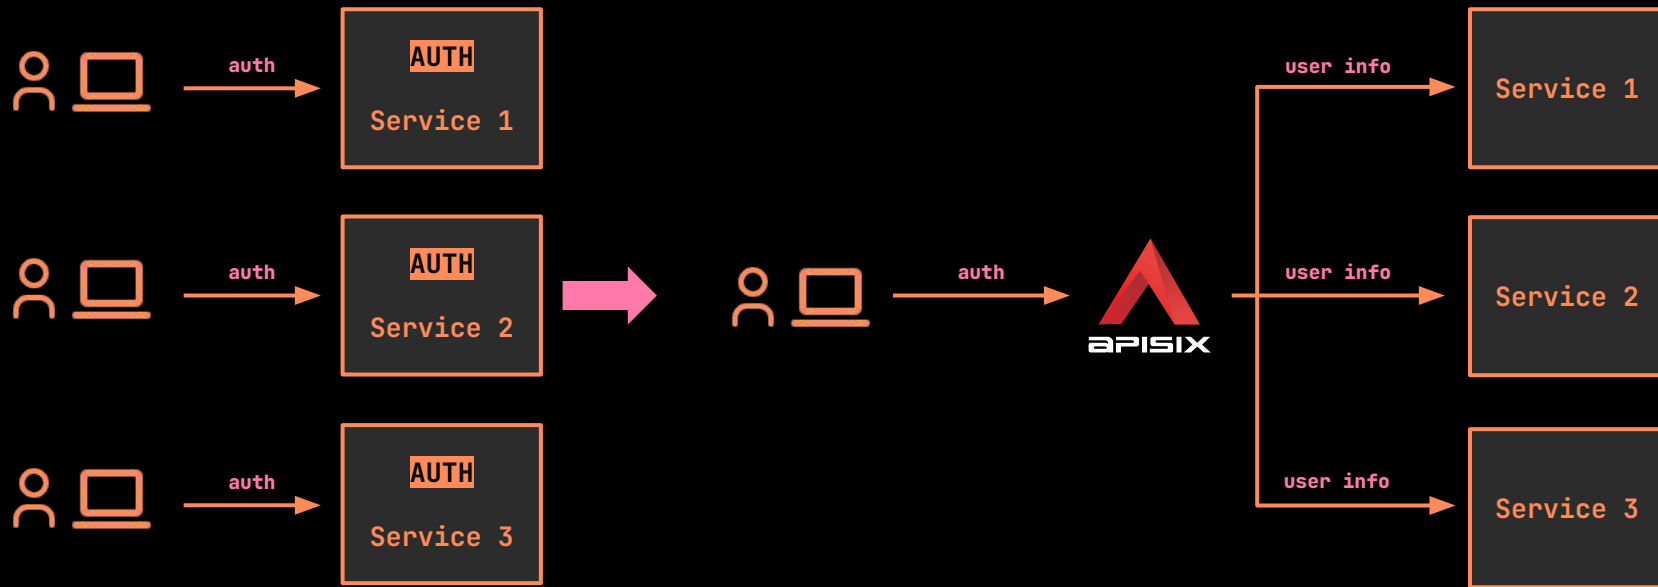 auth
AUTH
Service 1
auth
AUTH
Service 2
auth
AUTH
Service 3
auth
APISIX
user info
Service 1
user info
Service 2
user info
Service 3